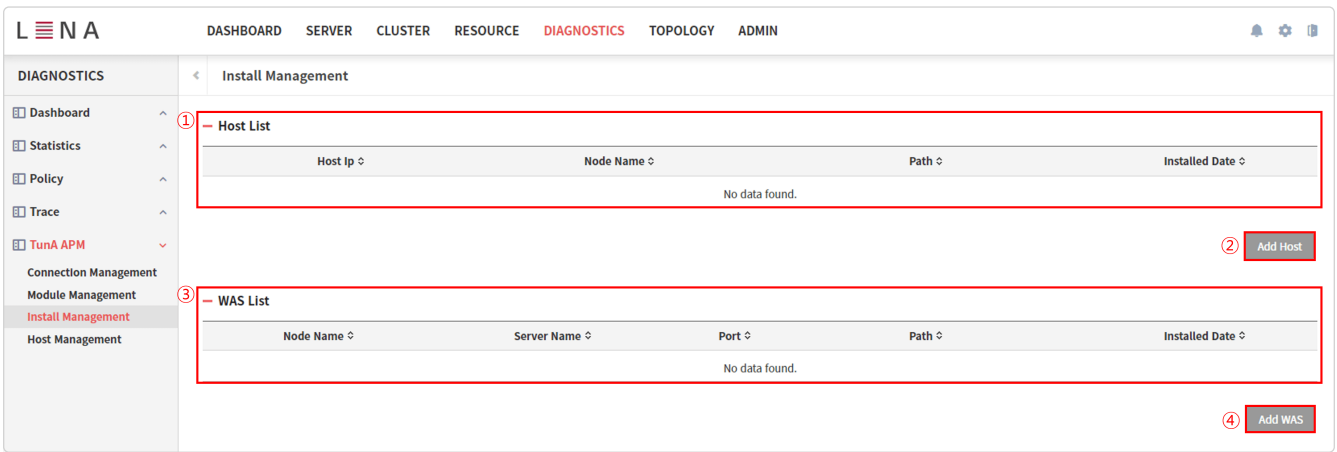 LENA
DASHBOARD SERVER CLUSTER RESOURCE DIAGNOSTICS TOPOLOGY ADMIN
DIAGNOSTICS
Install Management
Dashboard
Statistics
Policy
Trace
TunA APM
Connection Management
Module Management
Install Management
Host Management
①
Host List
Host Ip Node Name Path Installed Date
No data found.
② Add Host
③
WAS List
Node Name Server Name Port Path Installed Date
No data found.
④ Add WAS